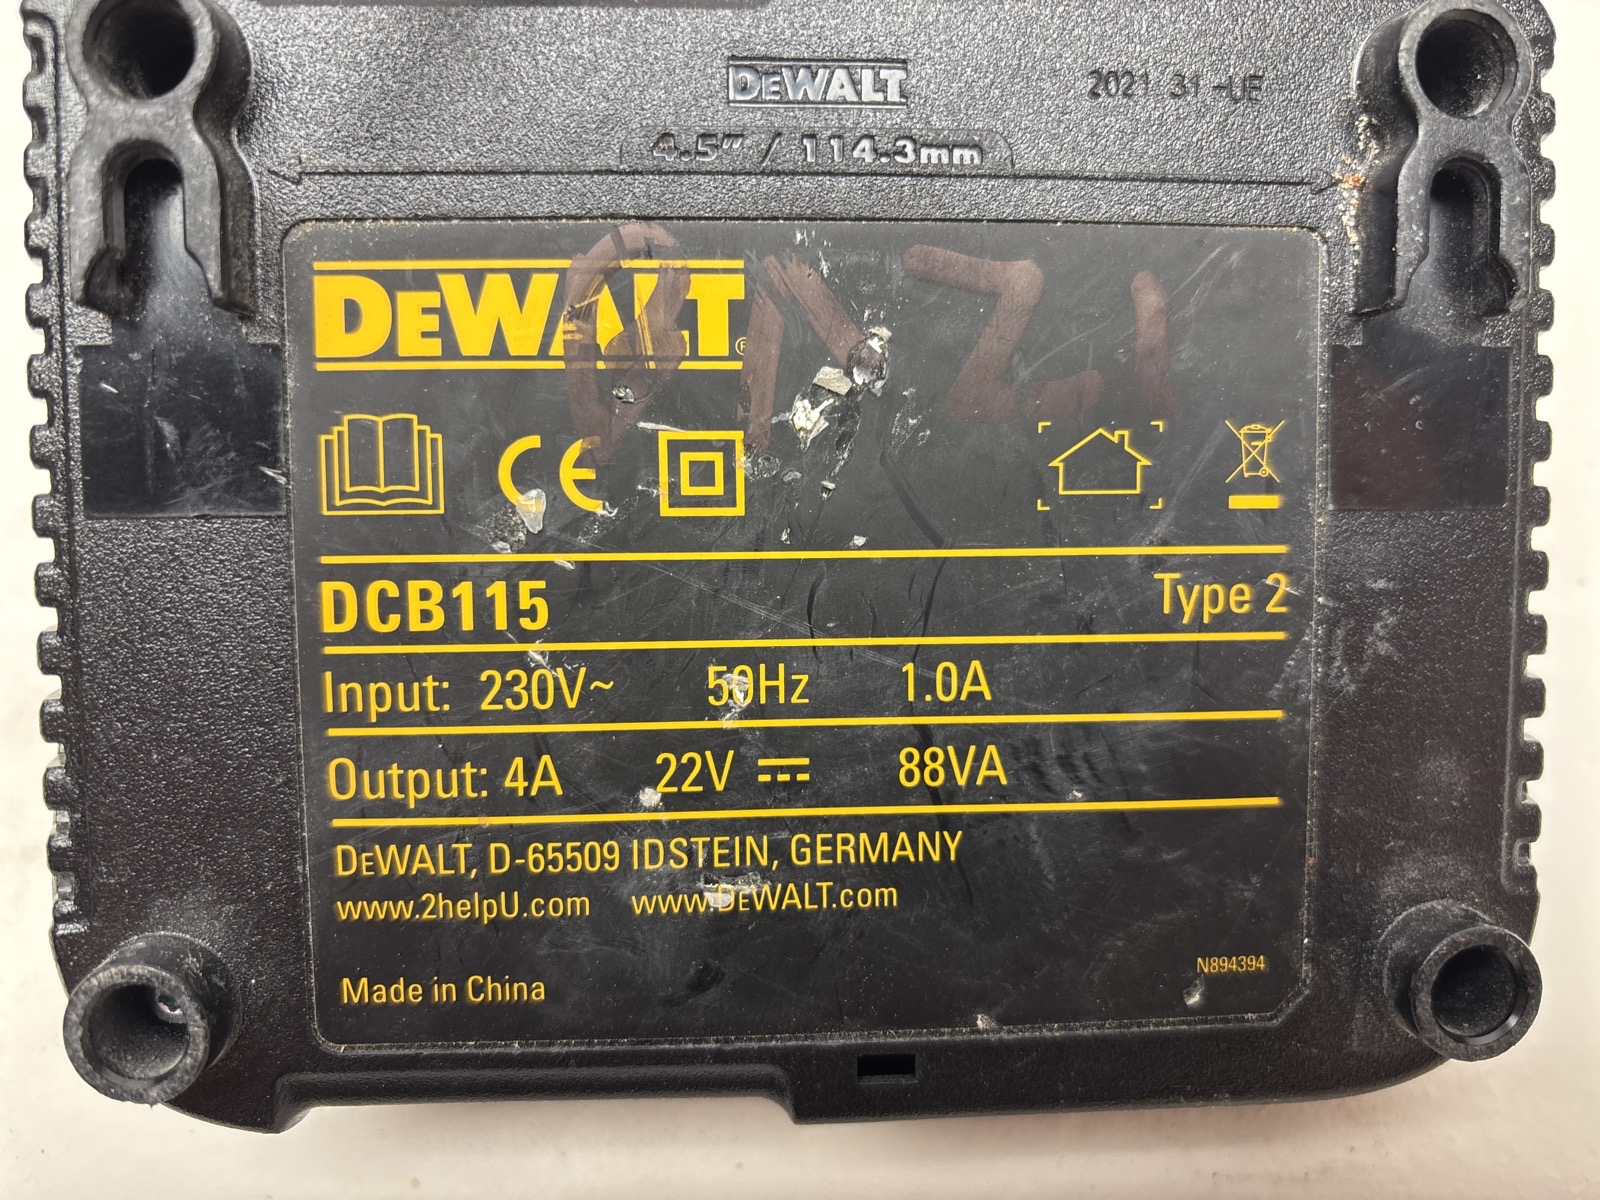 DEWALT
2021 31-UE
4.5" / 114.3mm
DEWALT®
CE
DCB115 Type 2
Input: 230V~ 50Hz 1.0A
Output: 4A 22V 88VA
DEWALT, D-65509 IDSTEIN, GERMANY
www.2helpU.com www.DEWALT.com
N894394
Made in China